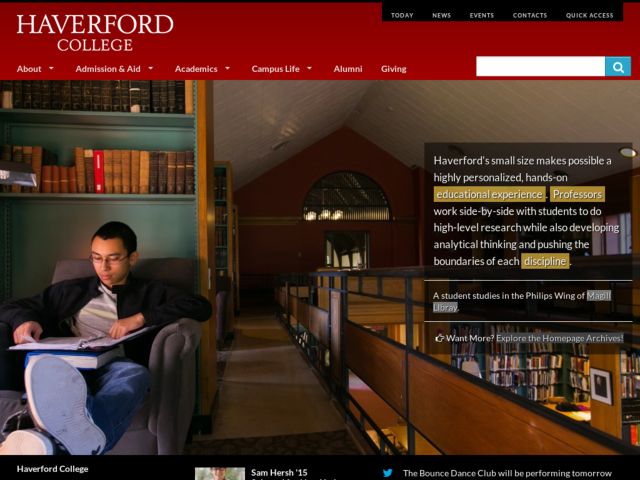 HAVERFORD
COLLEGE
TODAY NEWS EVENTS CONTACTS QUICK ACCESS
About Admission & Aid Academics Campus Life Alumni Giving
Haverford's small size makes possible a
highly personalized, hands-on
educational experience . Professors
work side-by-side with students to do
high-level research while also developing
analytical thinking and pushing the
boundaries of each discipline .
A student studies in the Philips Wing of Magill
Libray.
Want More? Explore the Homepage Archives!
Haverford College
Sam Hersh '15
The Bounce Dance Club will be performing tomorrow